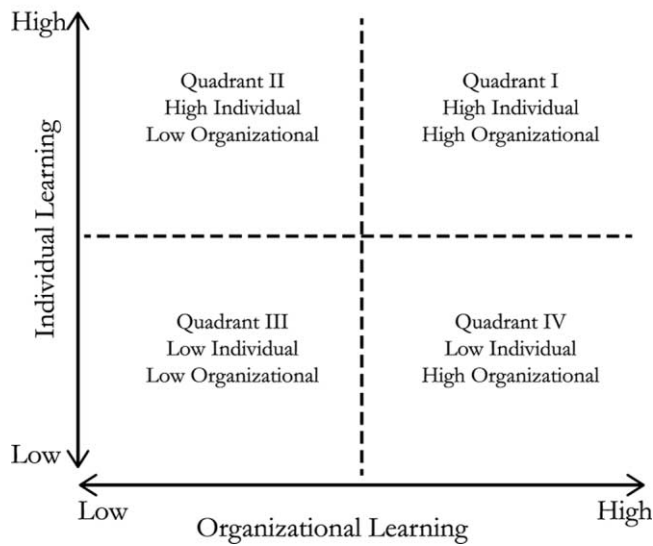 High
Individual Learning
Low
Quadrant II
High Individual
Low Organizational
Quadrant I
High Individual
High Organizational
Quadrant III
Low Individual
Low Organizational
Quadrant IV
Low Individual
High Organizational
Low
High
Organizational Learning